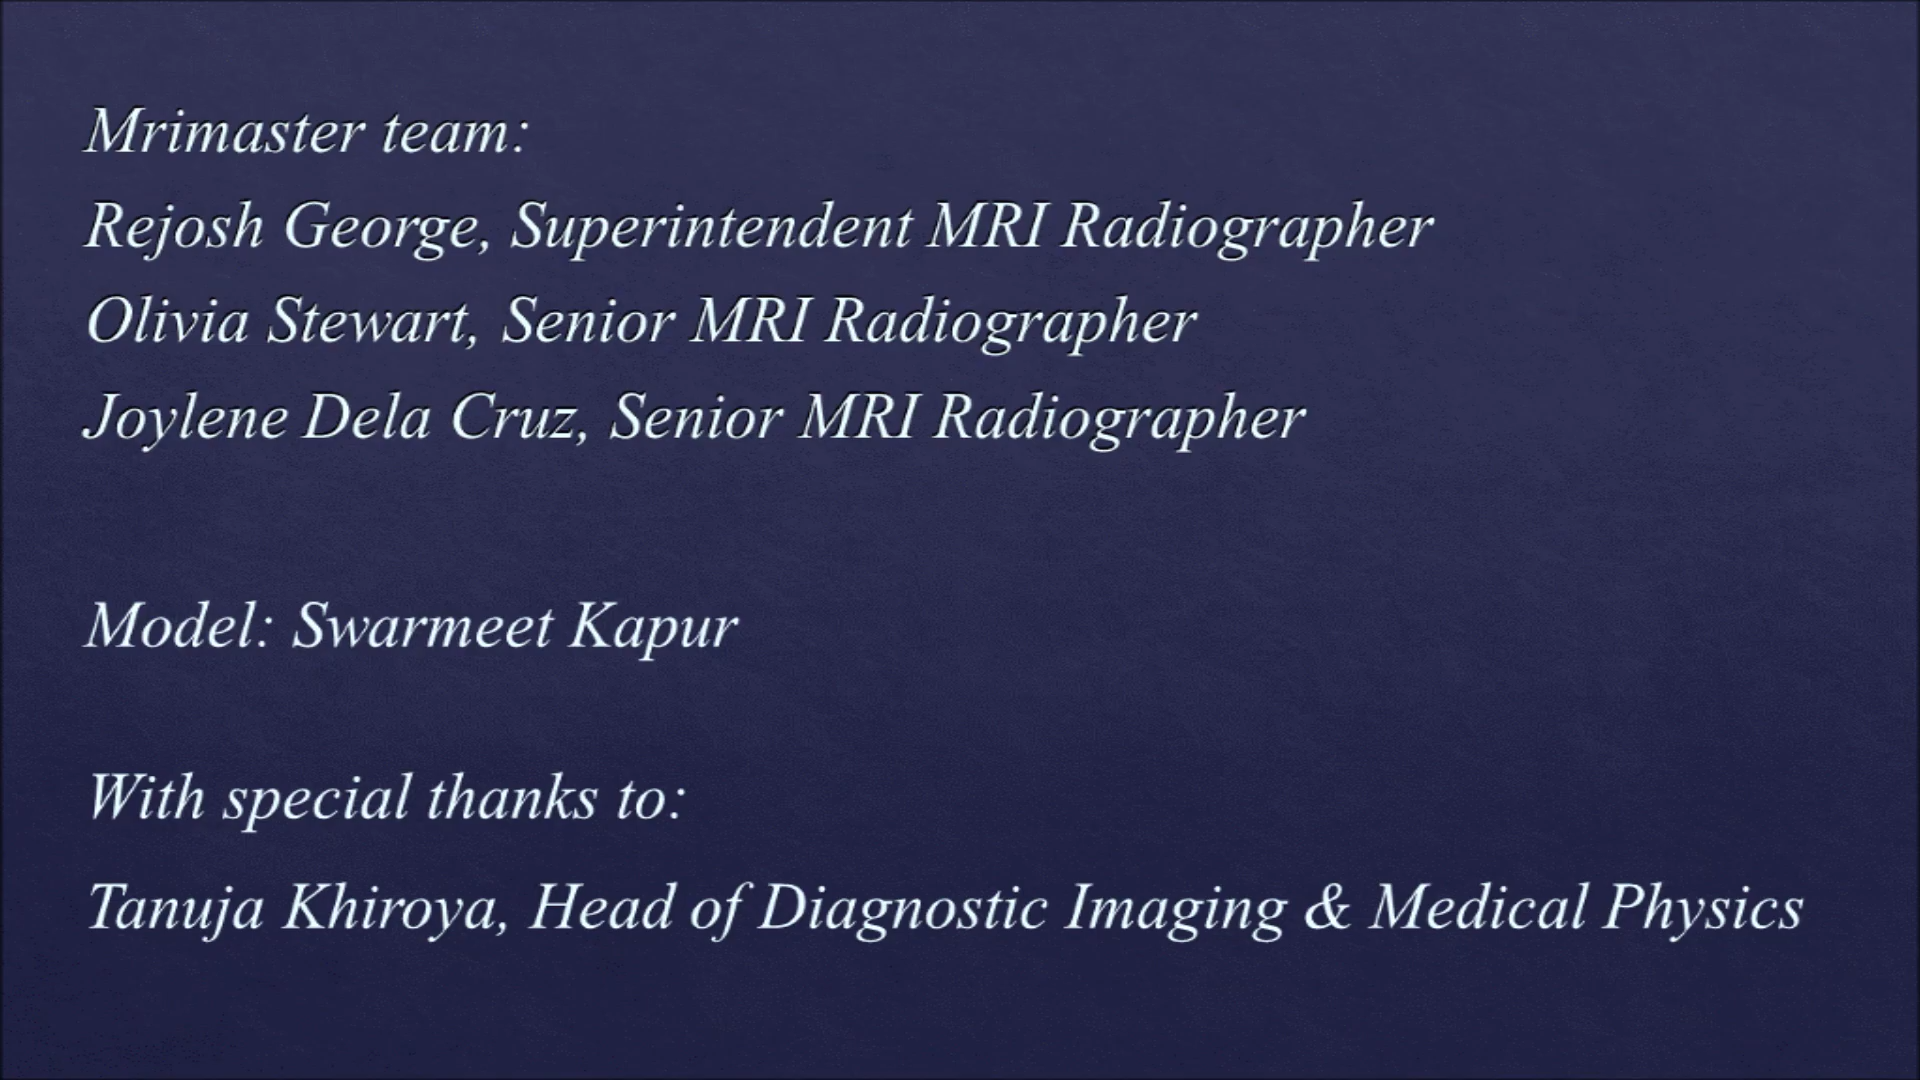 Mrimaster team:
Rejosh George, Superintendent MRI Radiographer
Olivia Stewart, Senior MRI Radiographer
Joylene Dela Cruz, Senior MRI Radiographer
Model: Swarmeet Kapur
With special thanks to:
Tanuja Khiroya, Head of Diagnostic Imaging & Medical Physics